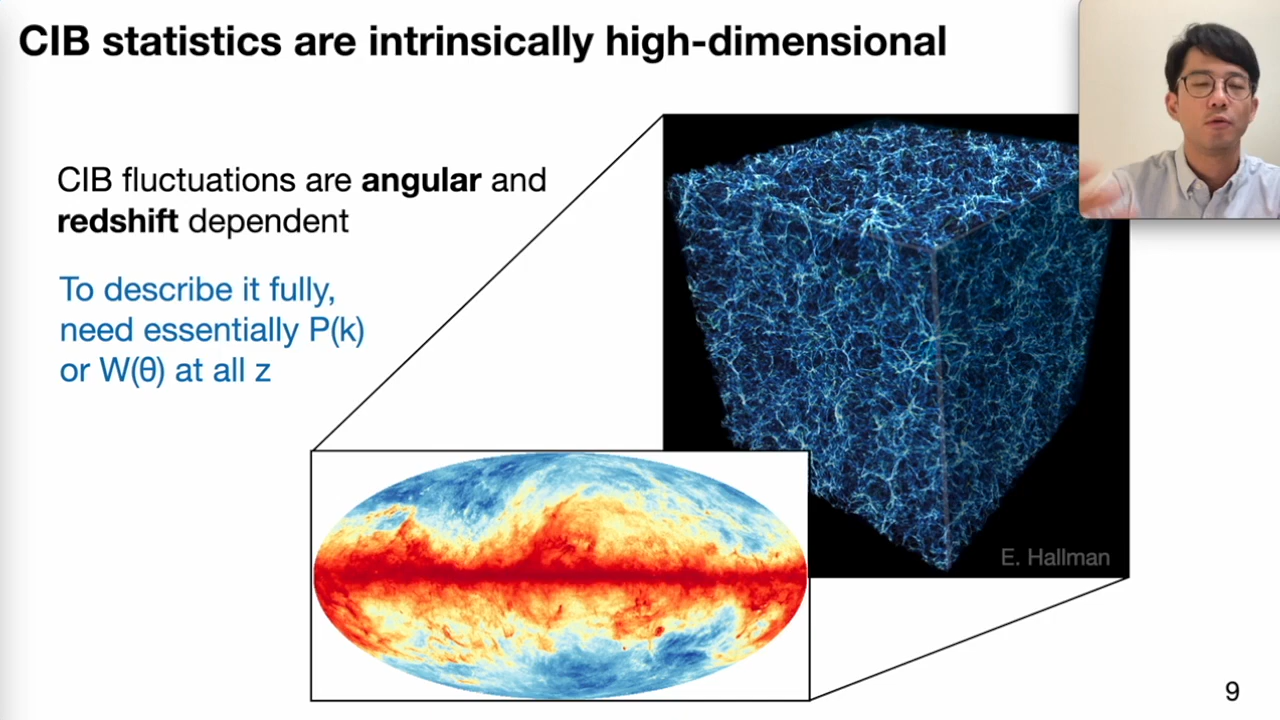 CIB statistics are intrinsically high-dimensional
CIB fluctuations are angular and
redshift dependent
To describe it fully,
need essentially P(k)
or W(θ) at all z
E. Hallman
9